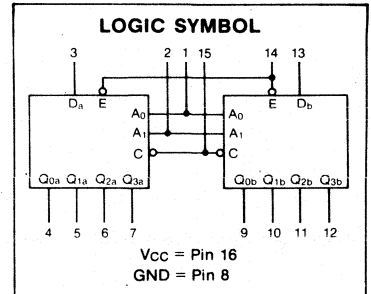 LOGIC SYMBOL
3 2 1 15 14 13
Da E A0 A0 E Db
A1 A1
C C
Q0a Q1a Q2a Q3a Q0b Q1b Q2b Q3b
4 5 6 7 9 10 11 12
VCC = Pin 16
GND = Pin 8